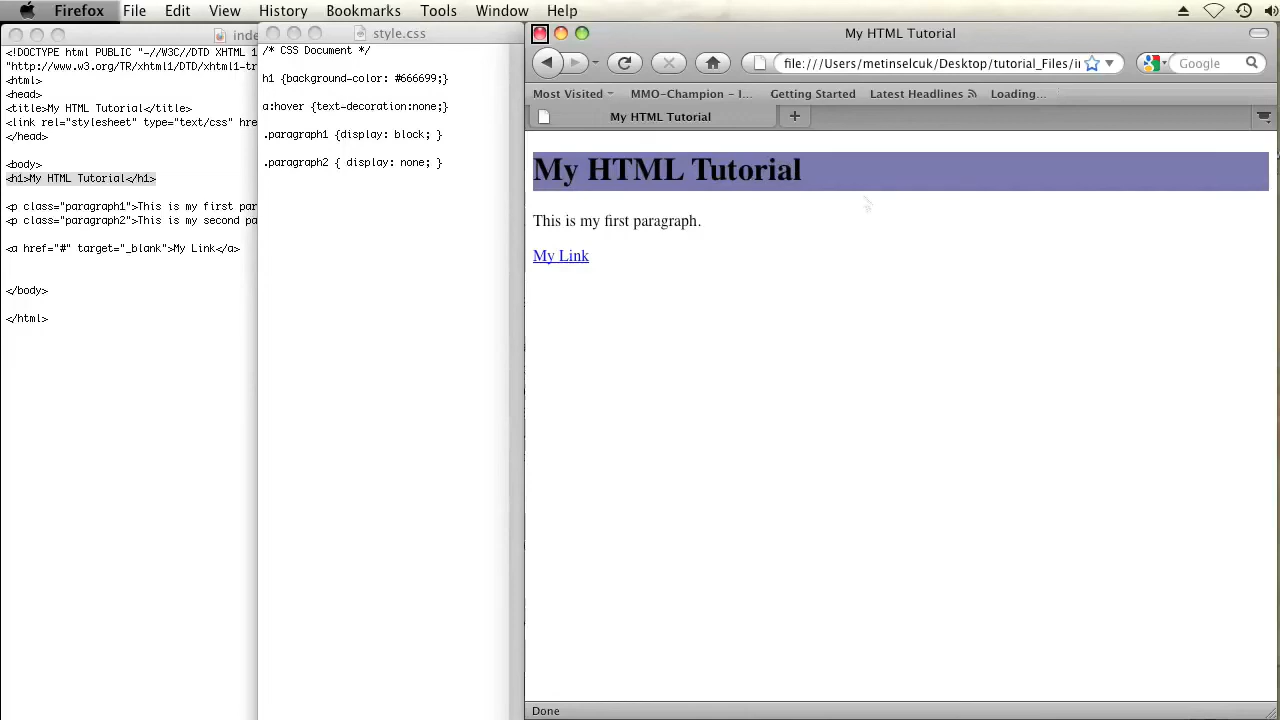 Firefox File Edit View History Bookmarks Tools Window Help
inde
<!DOCTYPE html PUBLIC "-//W3C//DTD XHTML 1
"http://www.w3.org/TR/xhtml1/DTD/xhtml1-tr
<html>
<head>
<title>My HTML Tutorial</title>
<link rel="stylesheet" type="text/css" hre
</head>
<body>
<h1>My HTML Tutorial</h1>
<p class="paragraph1">This is my first par
<p class="paragraph2">This is my second pa
<a href="#" target="_blank">My Link</a>
</body>
</html>
style.css
/* CSS Document */
h1 {background-color: #666699;}
a:hover {text-decoration:none;}
.paragraph1 {display: block; }
.paragraph2 { display: none; }
My HTML Tutorial
file:///Users/metinselcuk/Desktop/tutorial_Files/i
Google
Most Visited MMO-Champion - I... Getting Started Latest Headlines Loading...
My HTML Tutorial
My HTML Tutorial
This is my first paragraph.
My Link
Done